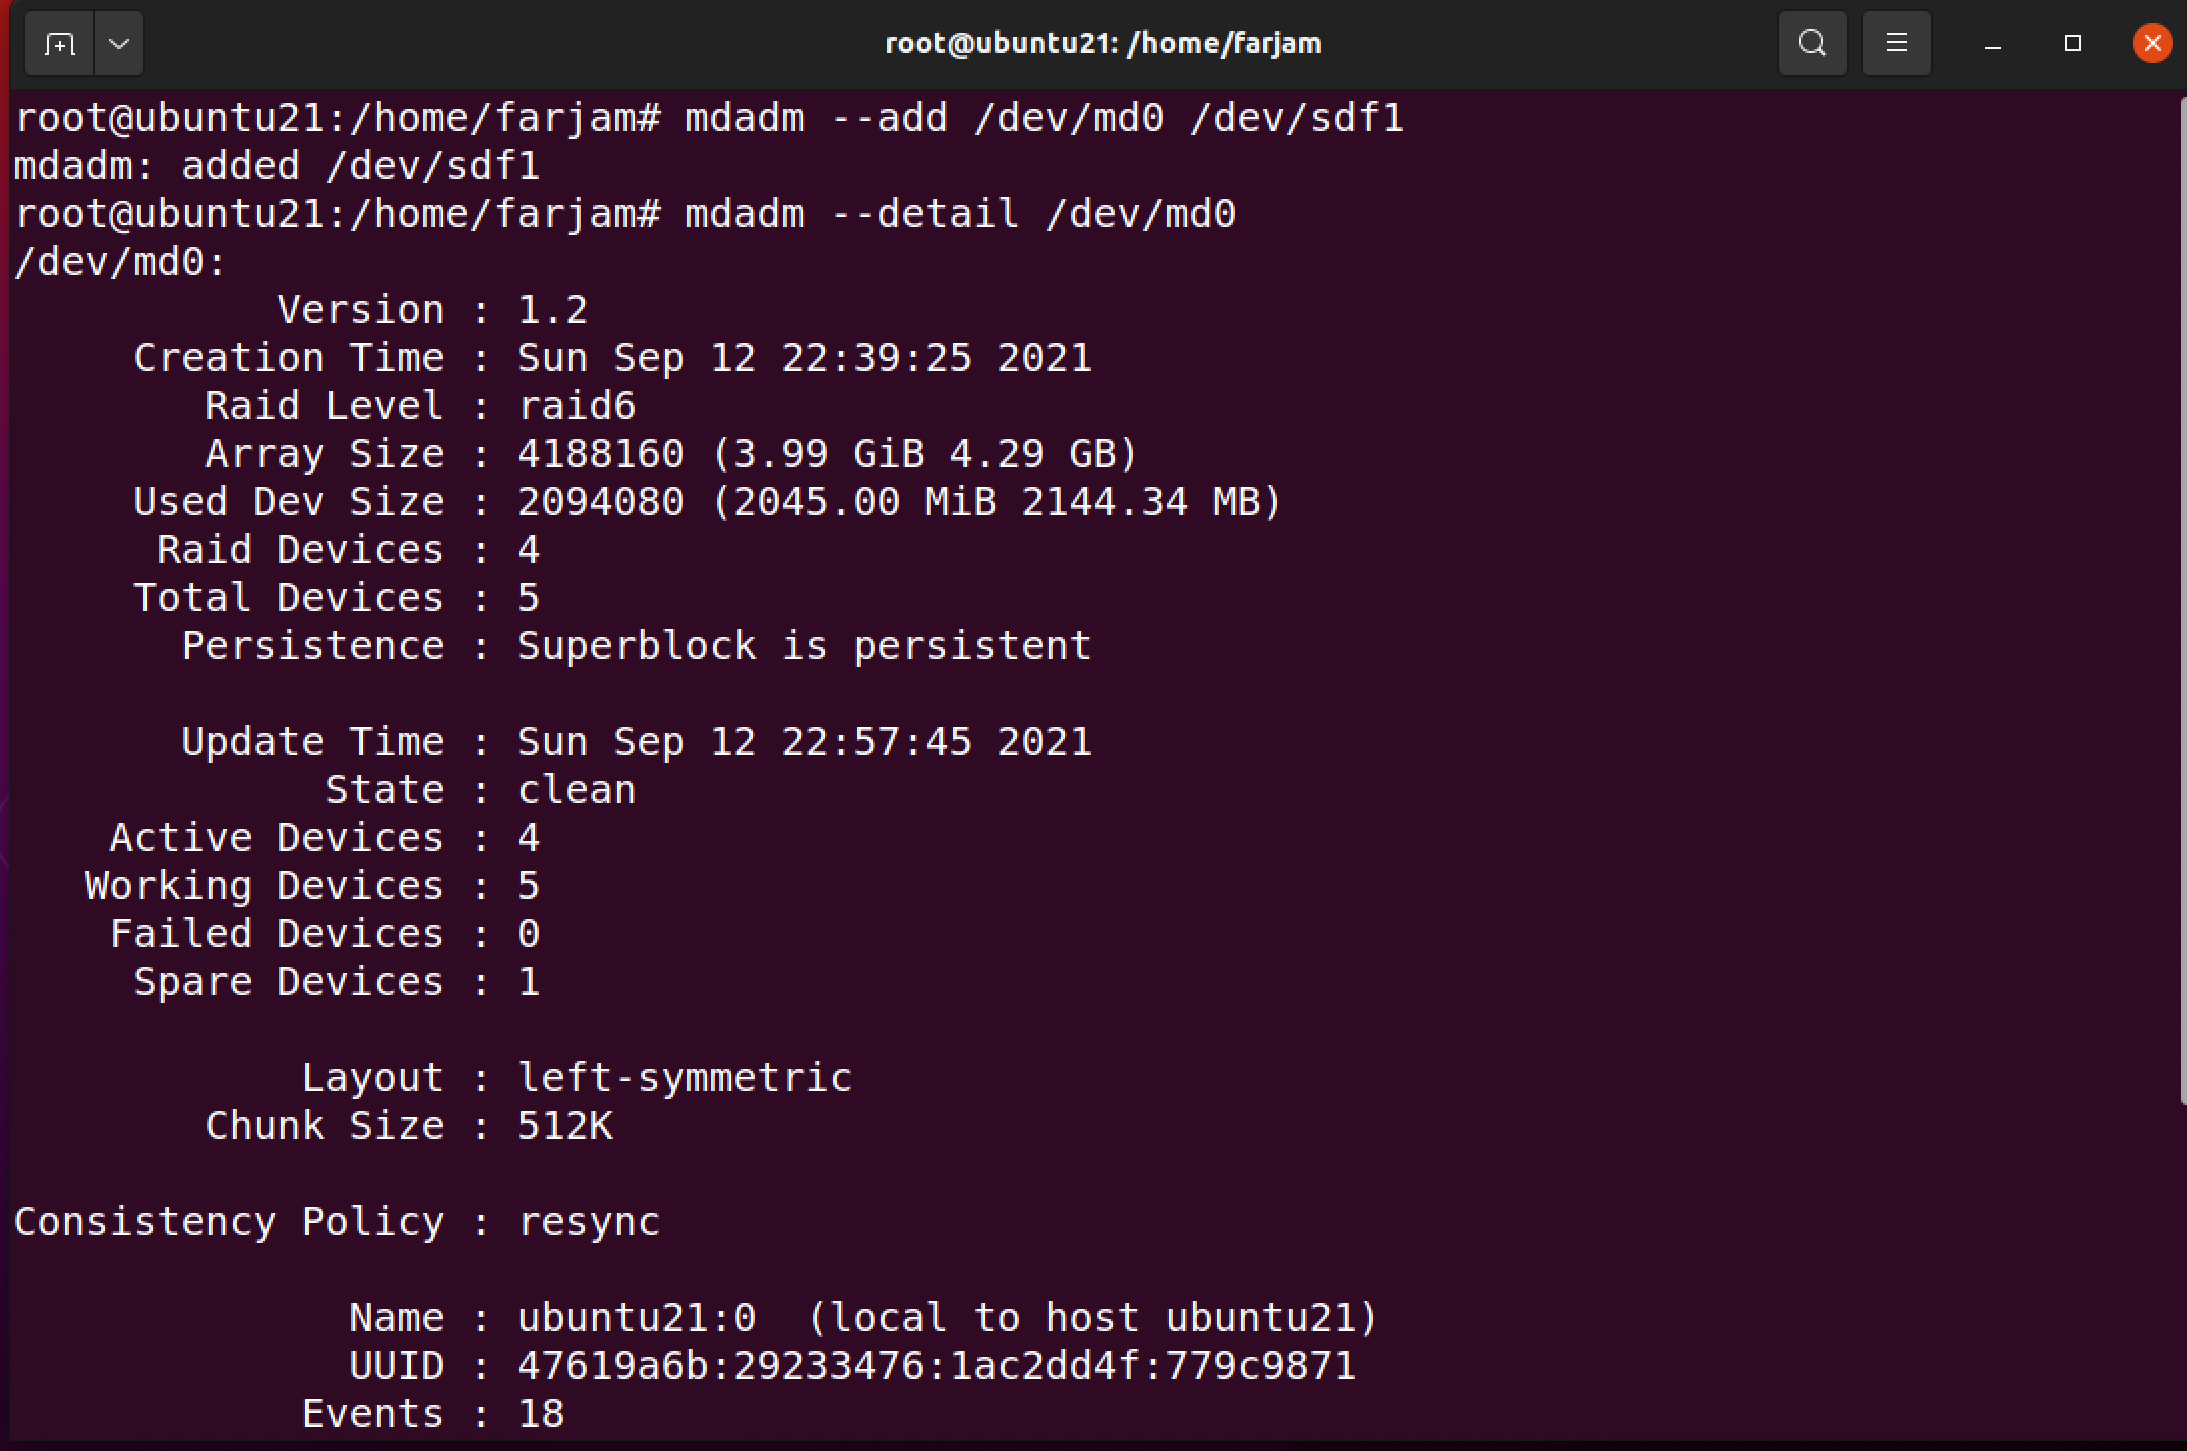 root@ubuntu21: /home/farjam
root@ubuntu21:/home/farjam# mdadm --add /dev/md0 /dev/sdf1
mdadm: added /dev/sdf1
root@ubuntu21:/home/farjam# mdadm --detail /dev/md0
/dev/md0:
Version : 1.2
Creation Time : Sun Sep 12 22:39:25 2021
Raid Level : raid6
Array Size : 4188160 (3.99 GiB 4.29 GB)
Used Dev Size : 2094080 (2045.00 MiB 2144.34 MB)
Raid Devices : 4
Total Devices : 5
Persistence : Superblock is persistent
Update Time : Sun Sep 12 22:57:45 2021
State : clean
Active Devices : 4
Working Devices : 5
Failed Devices : 0
Spare Devices : 1
Layout : left-symmetric
Chunk Size : 512K
Consistency Policy : resync
Name : ubuntu21:0  (local to host ubuntu21)
UUID : 47619a6b:29233476:1ac2dd4f:779c9871
Events : 18